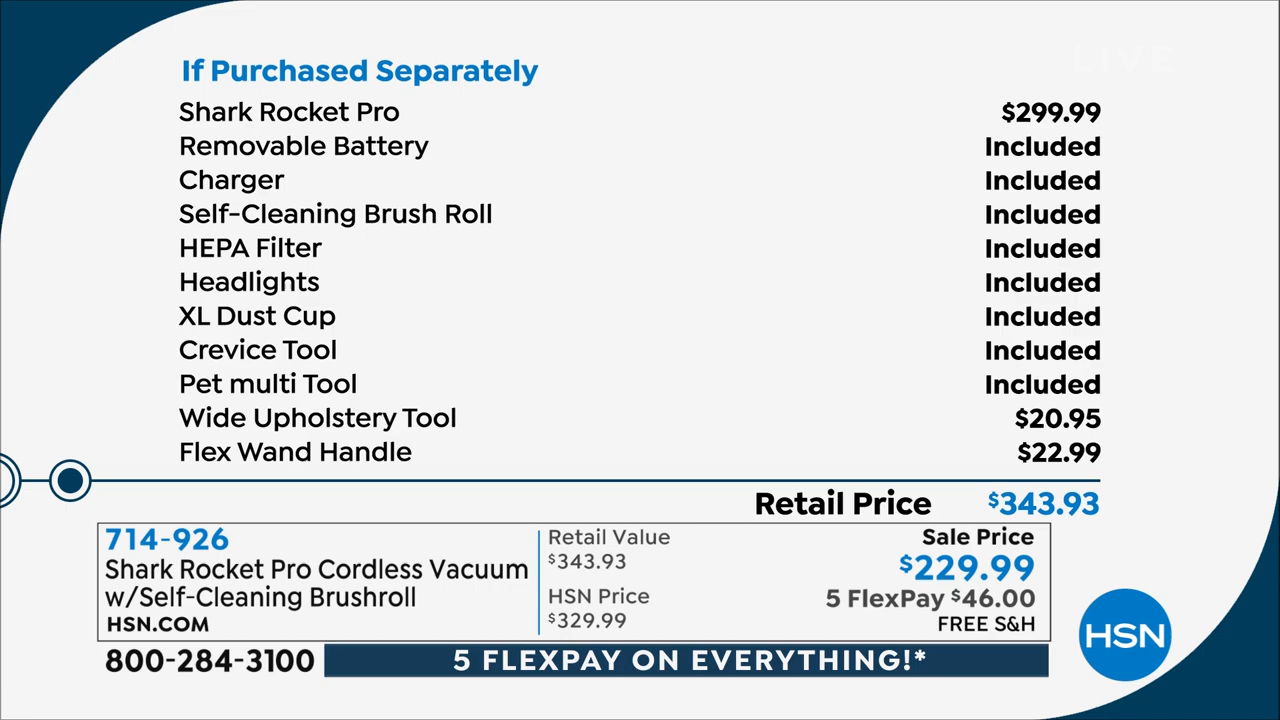 LIVE
If Purchased Separately
Shark Rocket Pro $299.99
Removable Battery Included
Charger Included
Self-Cleaning Brush Roll Included
HEPA Filter Included
Headlights Included
XL Dust Cup Included
Crevice Tool Included
Pet multi Tool Included
Wide Upholstery Tool $20.95
Flex Wand Handle $22.99
Retail Price $343.93
714-926
Shark Rocket Pro Cordless Vacuum
w/Self-Cleaning Brushroll
HSN.COM
Retail Value
$343.93
HSN Price
$329.99
Sale Price
$229.99
5 FlexPay $46.00
FREE S&H
HSN
800-284-3100
5 FLEXPAY ON EVERYTHING!*